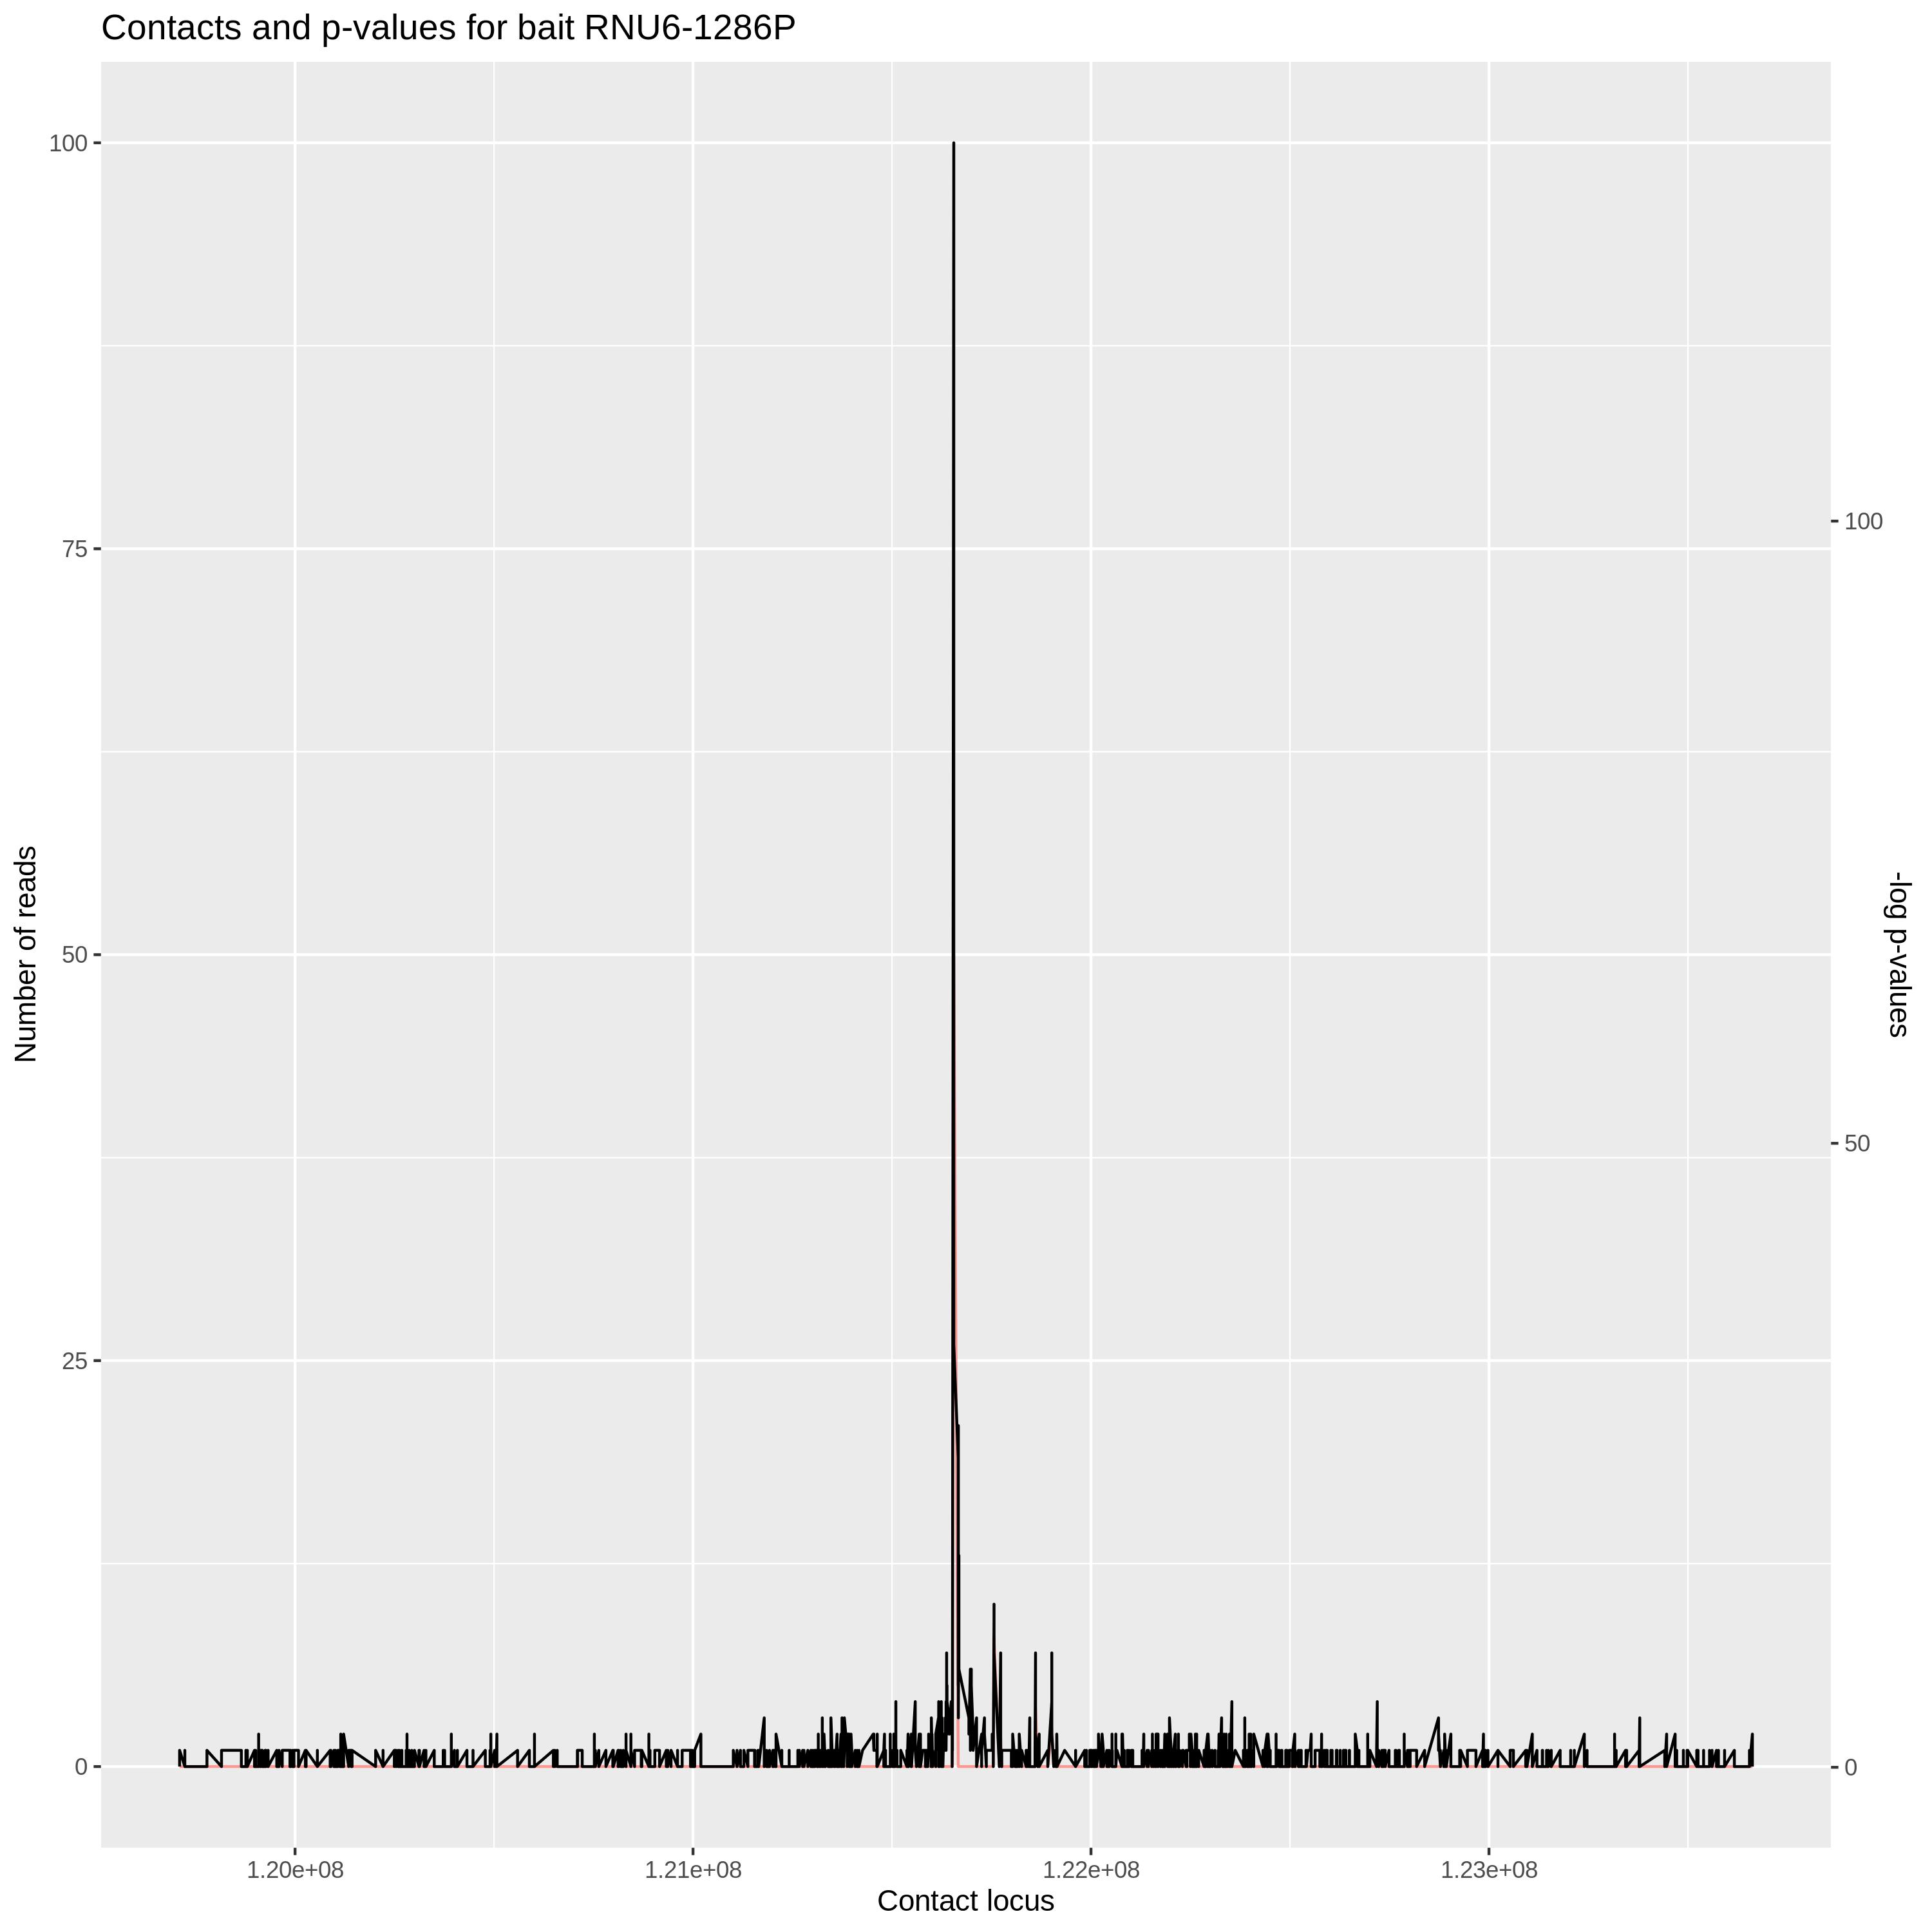 Contacts and p-values for bait RNU6-1286P
100
75
50
25
0
Number of reads
100
50
0
-log p-values
1.20e+08
1.21e+08
1.22e+08
1.23e+08
Contact locus